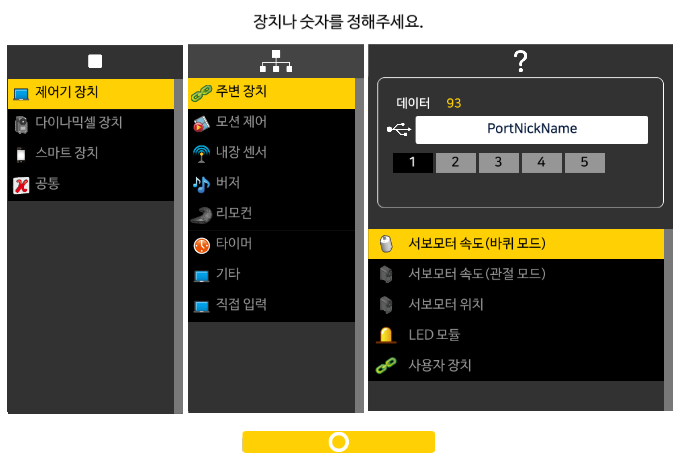 장치나 숫자를 정해주세요.
제어기 장치
다이나믹셀 장치
스마트 장치
공통
주변 장치
모션 제어
내장 센서
버저
리모컨
타이머
기타
직접 입력
?
데이터 93
PortNickName
1 2 3 4 5
서보모터 속도(바퀴 모드)
서보모터 속도(관절 모드)
서보모터 위치
LED 모듈
사용자 장치